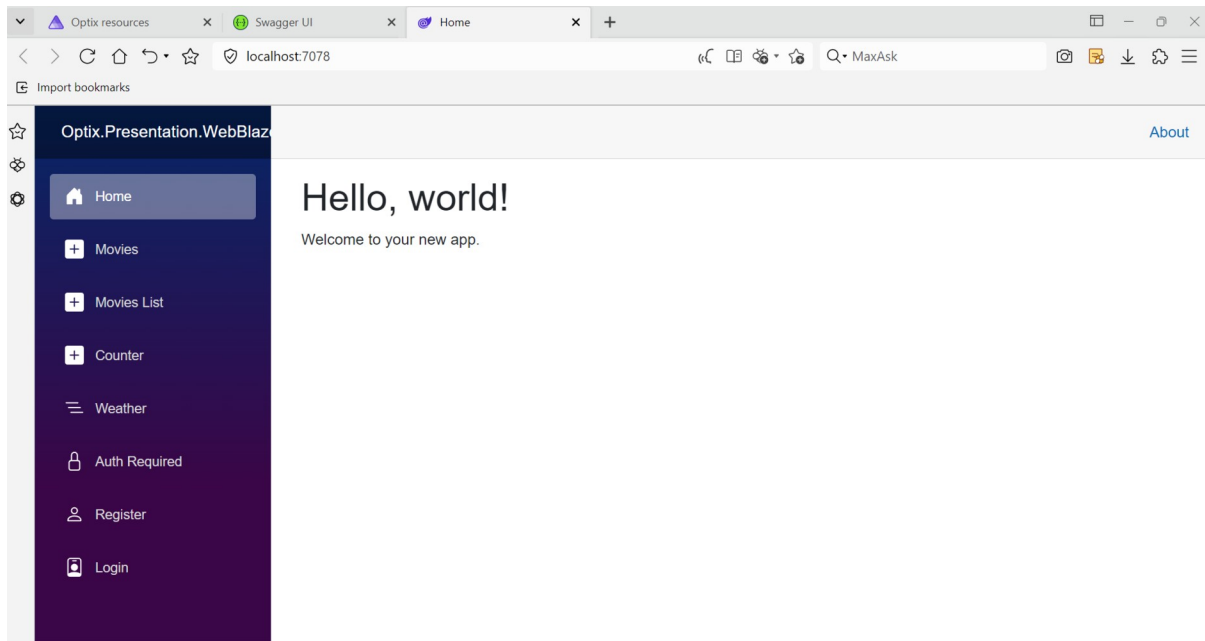 Optix resources
Swagger UI
Home
localhost:7078
MaxAsk
Import bookmarks
Optix.Presentation.WebBlaz
About
Home
Hello, world!
Welcome to your new app.
Movies
Movies List
Counter
Weather
Auth Required
Register
Login